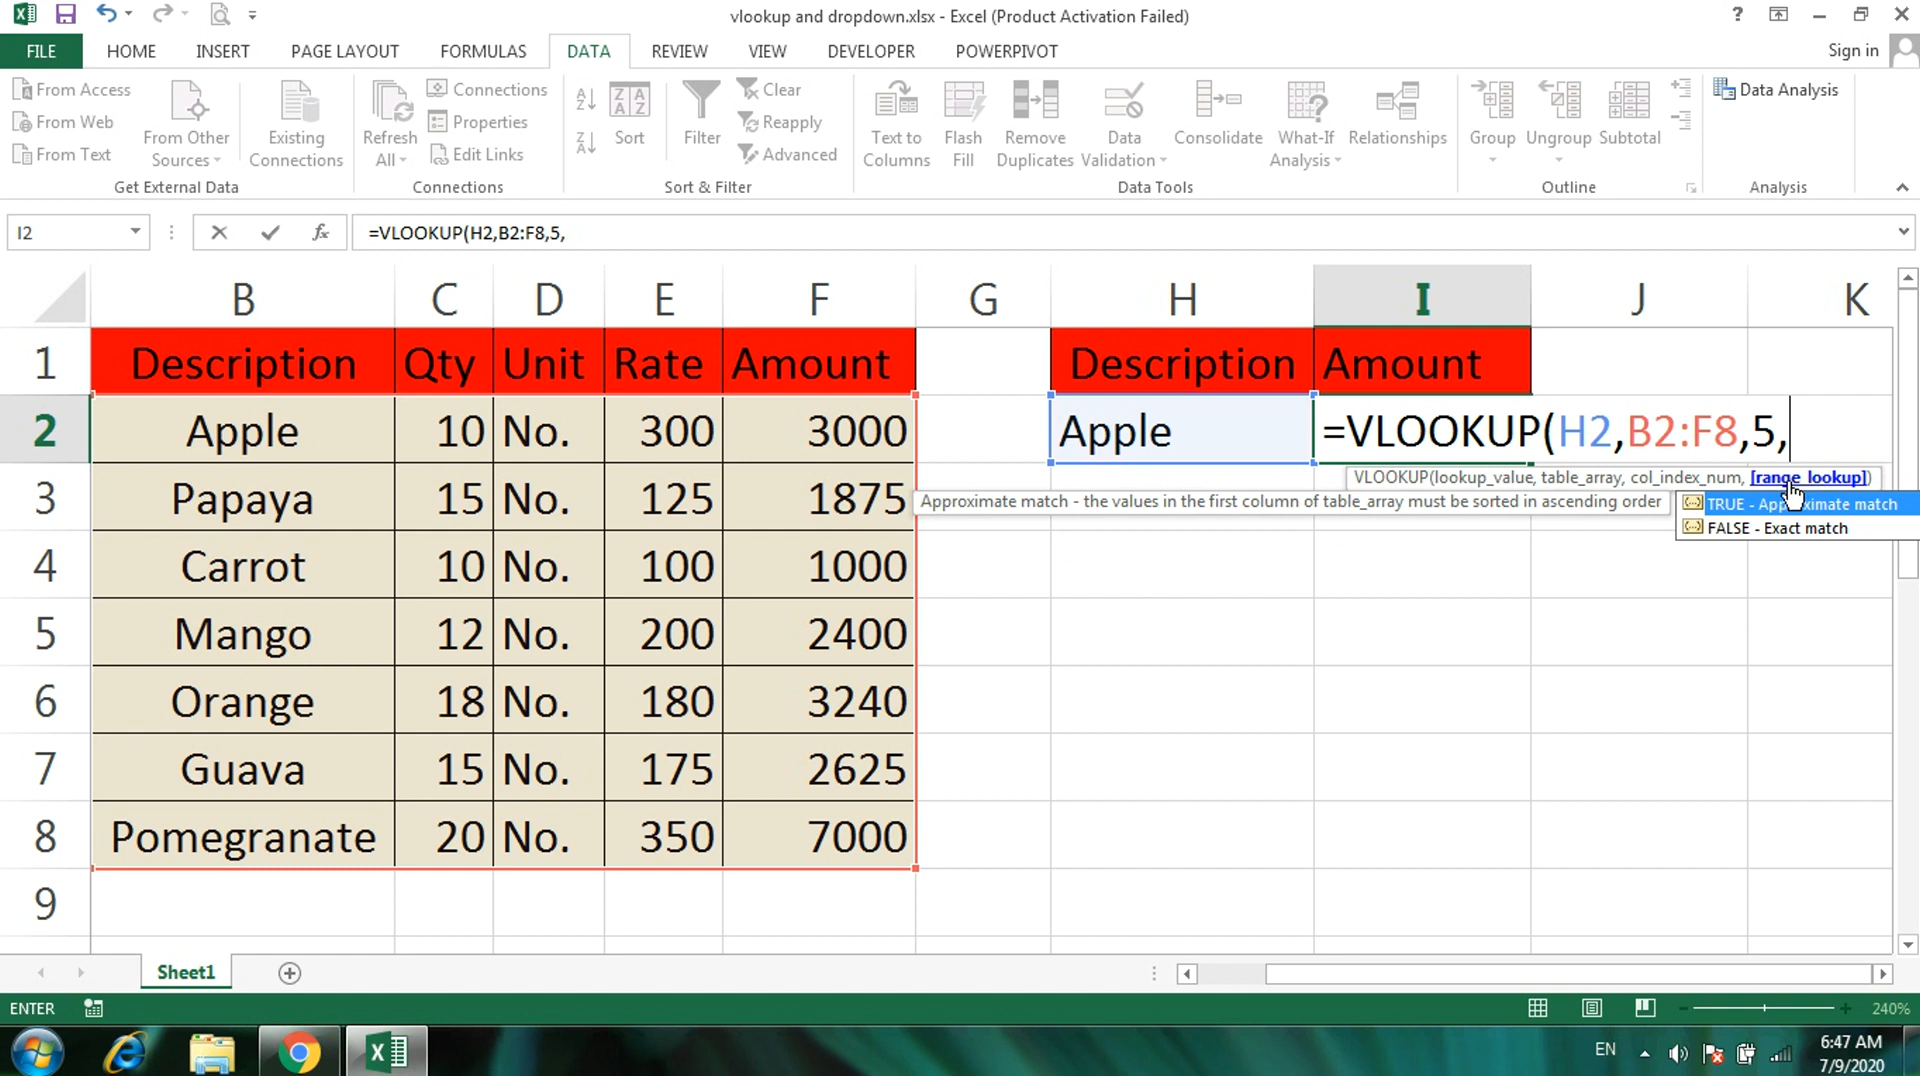 vlookup and dropdown.xlsx - Excel (Product Activation Failed)
FILE HOME INSERT PAGE LAYOUT FORMULAS DATA REVIEW VIEW DEVELOPER POWERPIVOT Sign in
From Access
From Web
From Text
From Other Sources
Existing Connections
Get External Data
Refresh All
Connections
Properties
Edit Links
Connections
Sort
Filter
Clear
Reapply
Advanced
Sort & Filter
Text to Columns
Flash Fill
Remove Duplicates
Data Validation
Consolidate
What-If Analysis
Relationships
Data Tools
Group
Ungroup
Subtotal
Outline
Data Analysis
Analysis
I2 =VLOOKUP(H2,B2:F8,5,
B C D E F G H I J K
1 Description Qty Unit Rate Amount Description Amount
2 Apple 10 No. 300 3000 Apple =VLOOKUP(H2,B2:F8,5,
VLOOKUP(lookup_value, table_array, col_index_num, [range_lookup])
Approximate match - the values in the first column of table_array must be sorted in ascending order
TRUE - Approximate match
FALSE - Exact match
3 Papaya 15 No. 125 1875
4 Carrot 10 No. 100 1000
5 Mango 12 No. 200 2400
6 Orange 18 No. 180 3240
7 Guava 15 No. 175 2625
8 Pomegranate 20 No. 350 7000
9
Sheet1
ENTER 240%
EN 6:47 AM
7/9/2020